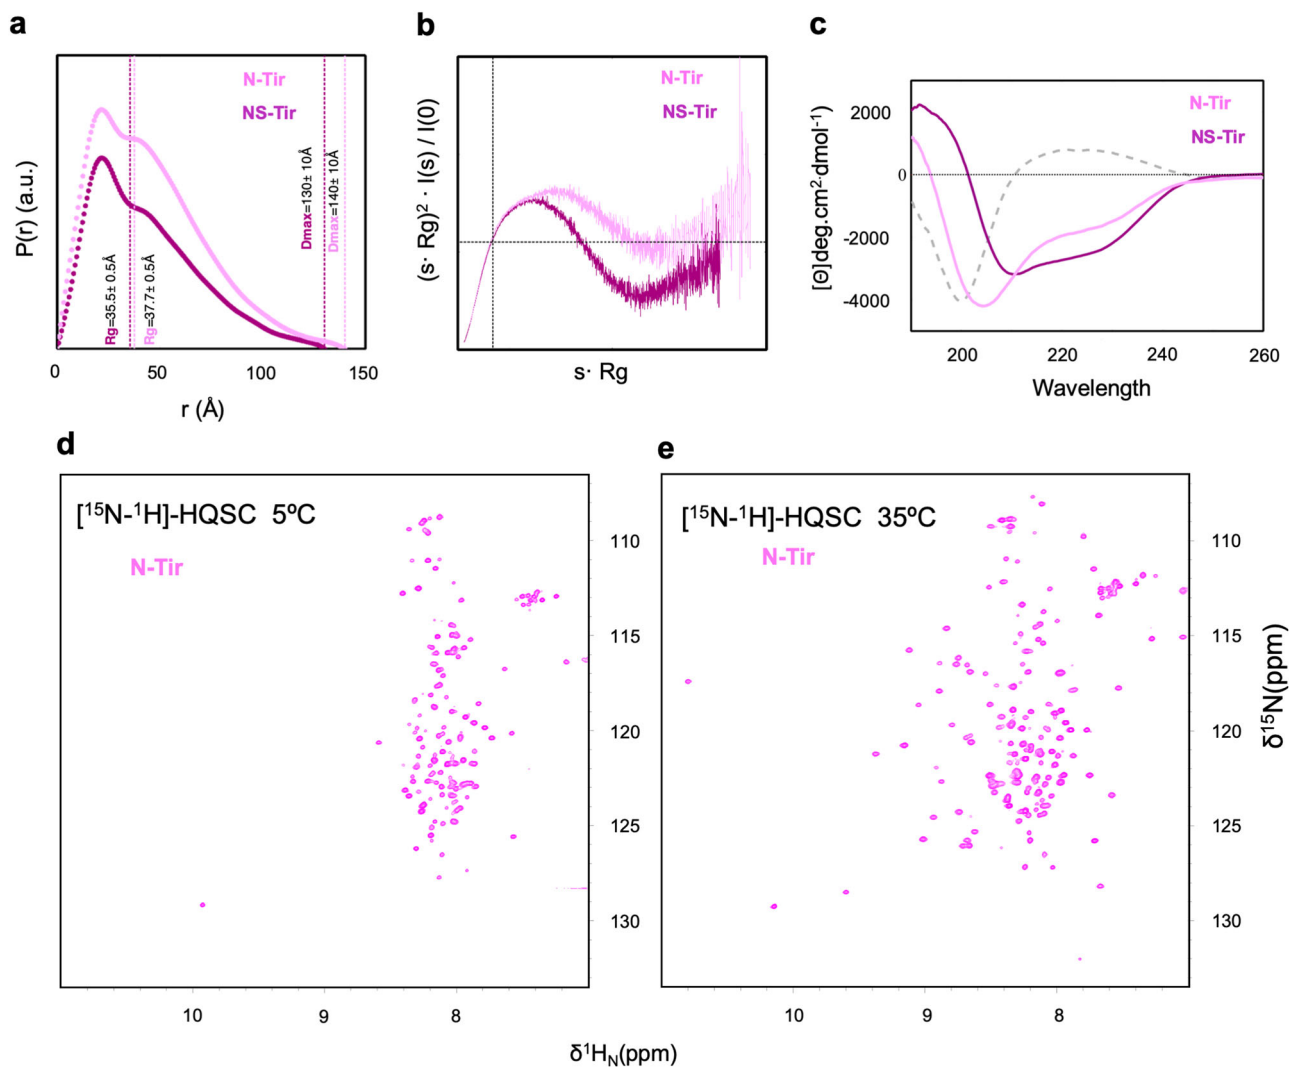 a
N-Tir
NS-Tir
P(r) (a.u.)
Rg=35.5± 0.5Å
Rg=37.7± 0.5Å
Dmax=130± 10Å
Dmax=140± 10Å
0
50
100
150
r (Å)
b
N-Tir
NS-Tir
(s· Rg)² · I(s) / I(0)
s· Rg
c
N-Tir
NS-Tir
[Θ]deg.cm²·dmol⁻¹)
2000
0
-2000
-4000
200
220
240
260
Wavelength
d
[¹⁵N-¹H]-HQSC 5ºC
N-Tir
110
115
120
125
130
10
9
8
e
[¹⁵N-¹H]-HQSC 35ºC
N-Tir
110
115
120
125
130
δ¹⁵N(ppm)
10
9
8
δ¹H_N(ppm)